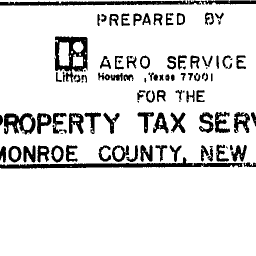 PREPARED BY
AERO SERVICE
Litton Houston, Texas 77001
FOR THE
PROPERTY TAX SERV
MONROE COUNTY, NEW